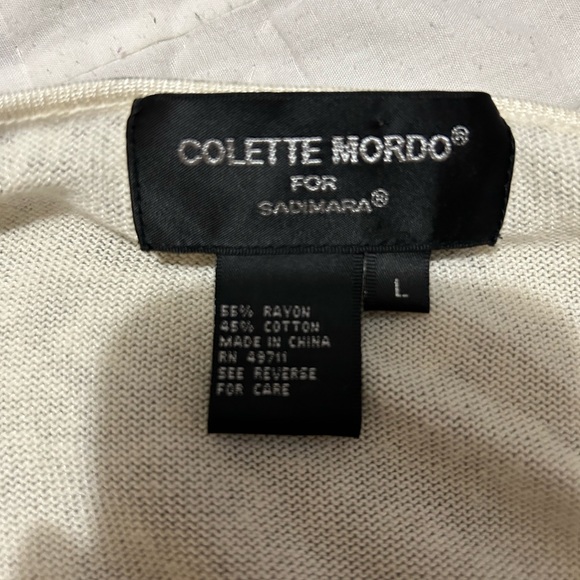 COLETTE MORDO®
FOR
SADIMARA®
L
55% RAYON
45% COTTON
MADE IN CHINA
RN 49711
SEE REVERSE
FOR CARE